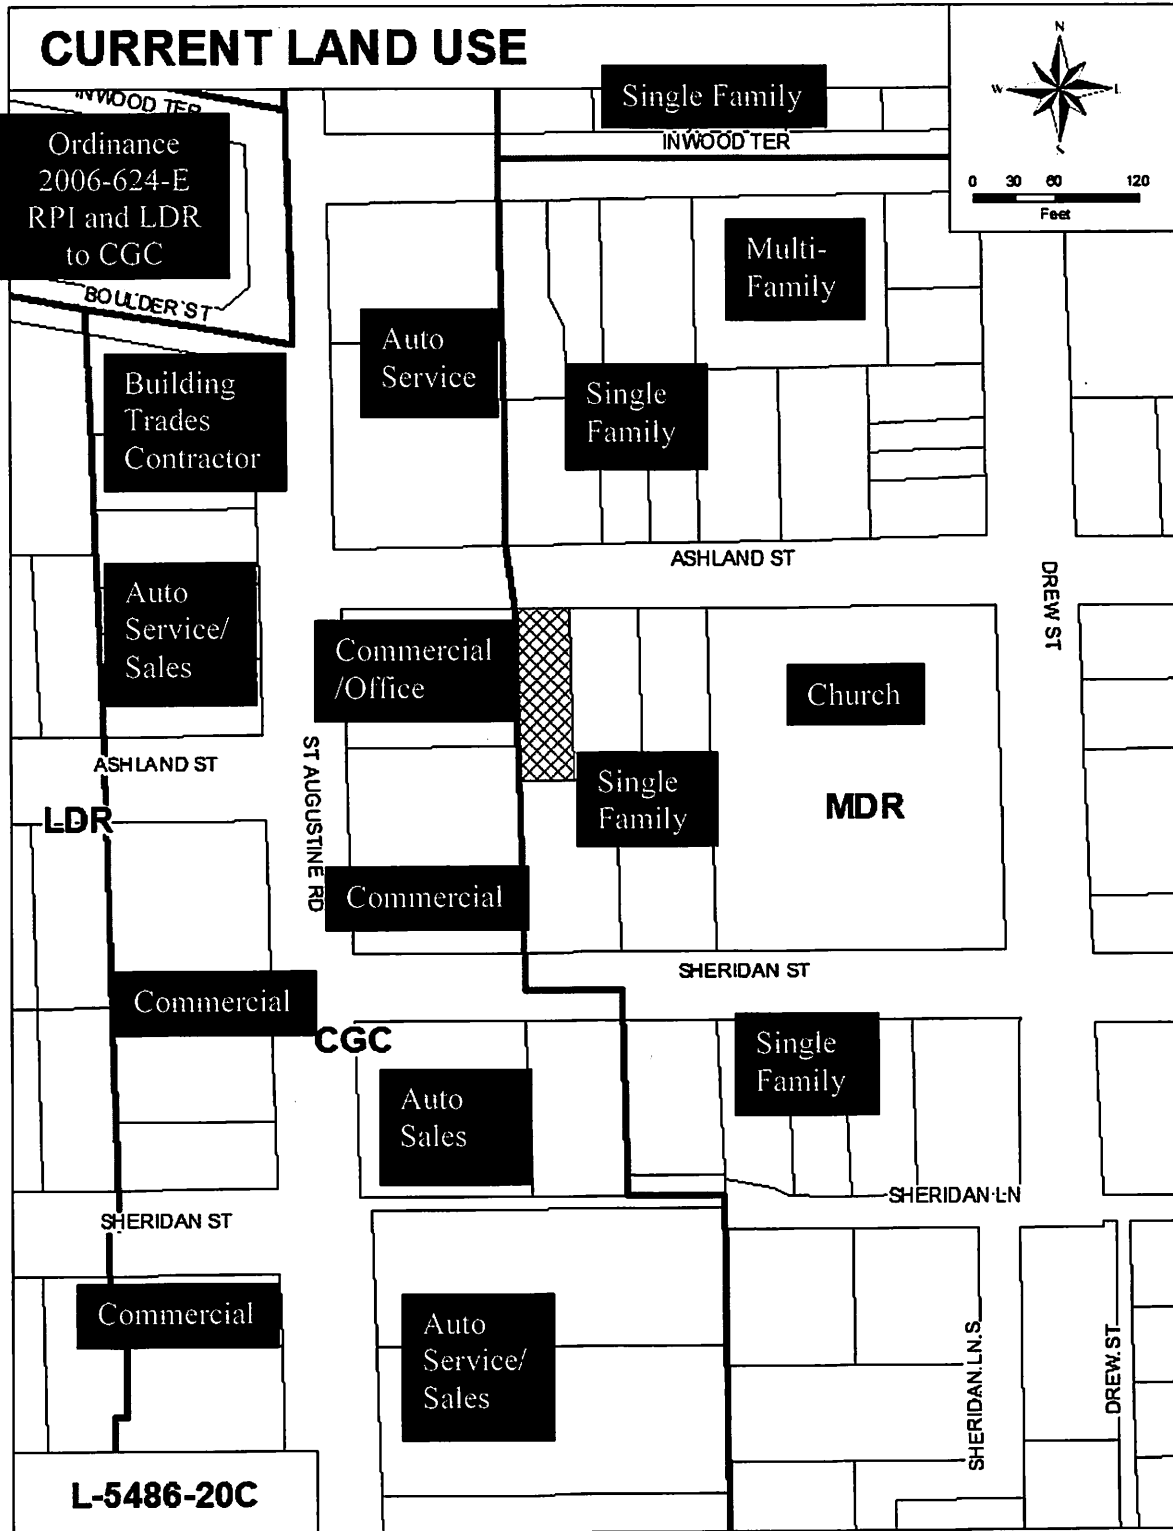 CURRENT LAND USE
N
W
E
S
0 30 60 120
Feet
INWOOD TER
Single Family
INWOOD TER
Ordinance
2006-624-E
RPI and LDR
to CGC
BOULDER ST
Multi-
Family
Auto
Service
Building
Trades
Contractor
Single
Family
ASHLAND ST
DREW ST
Auto
Service/
Sales
Commercial
/Office
Church
ASHLAND ST
ST AUGUSTINE RD
Single
Family
MDR
LDR
Commercial
SHERIDAN ST
Commercial
CGC
Single
Family
Auto
Sales
SHERIDAN LN
SHERIDAN ST
Commercial
Auto
Service/
Sales
SHERIDAN LN S
DREW ST
L-5486-20C